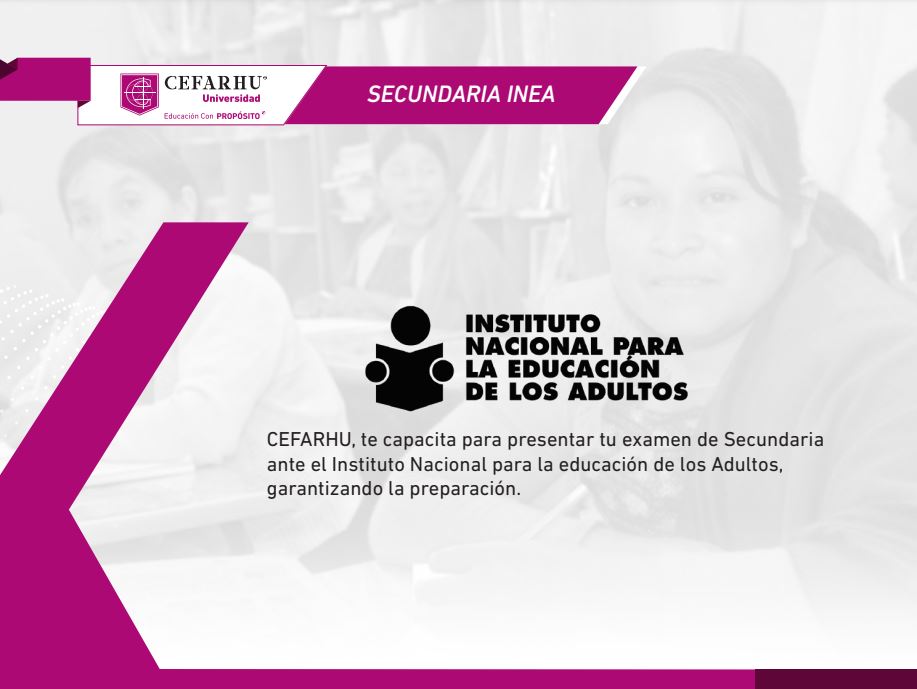 CEFARHU®
Universidad
Educación Con PROPÓSITO
SECUNDARIA INEA
INSTITUTO
NACIONAL PARA
LA EDUCACIÓN
DE LOS ADULTOS
CEFARHU, te capacita para presentar tu examen de Secundaria
ante el Instituto Nacional para la educación de los Adultos,
garantizando la preparación.